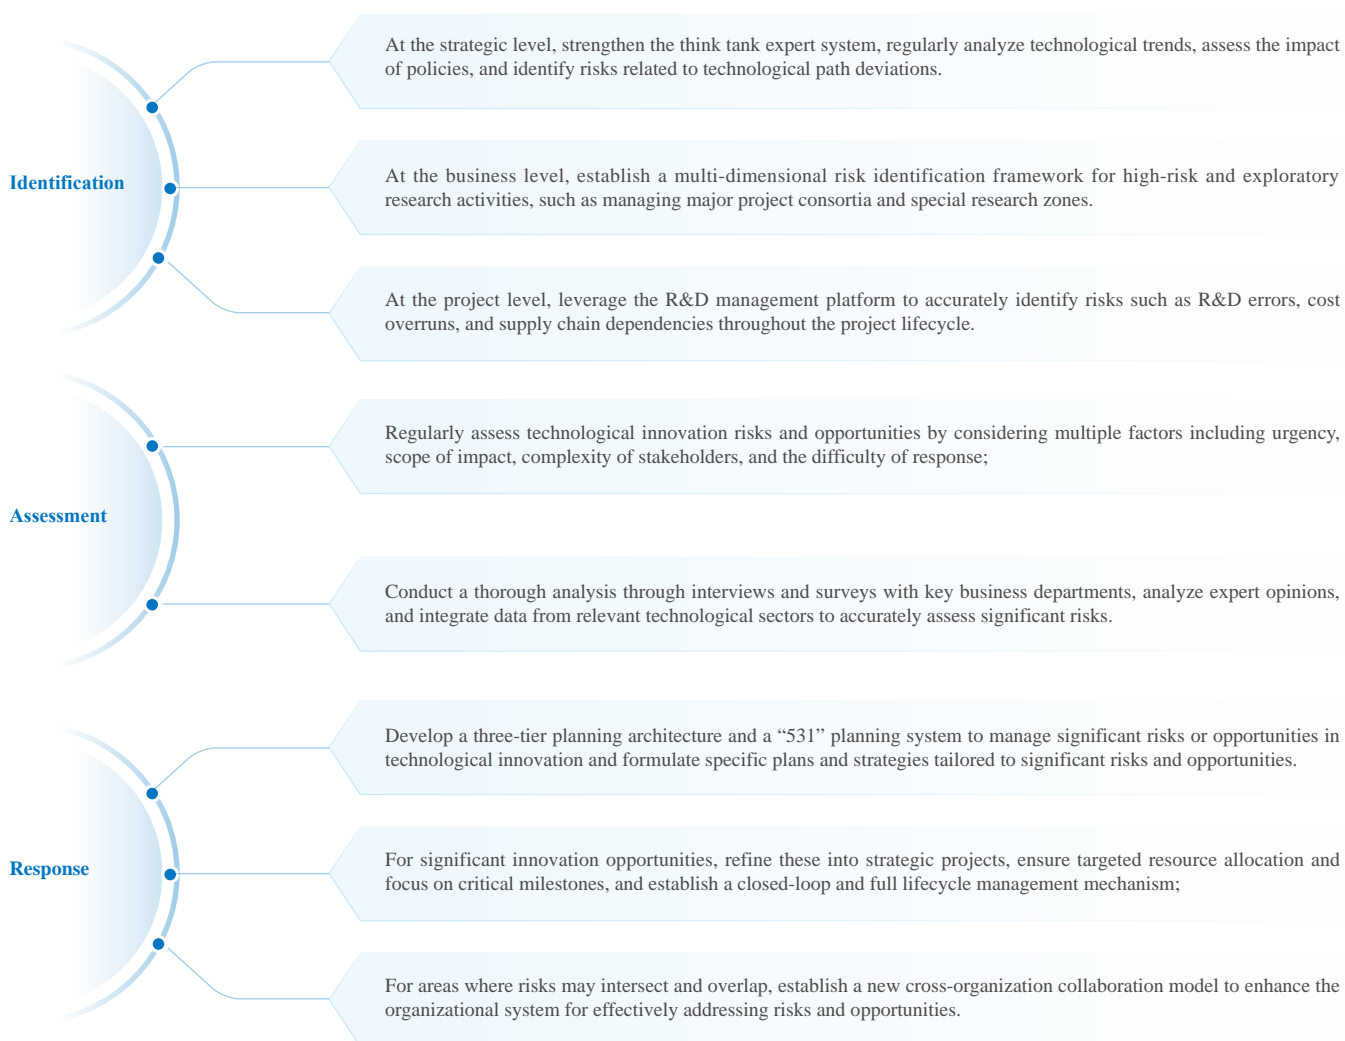 Identification
At the strategic level, strengthen the think tank expert system, regularly analyze technological trends, assess the impact
of policies, and identify risks related to technological path deviations.
At the business level, establish a multi-dimensional risk identification framework for high-risk and exploratory
research activities, such as managing major project consortia and special research zones.
At the project level, leverage the R&D management platform to accurately identify risks such as R&D errors, cost
overruns, and supply chain dependencies throughout the project lifecycle.
Assessment
Regularly assess technological innovation risks and opportunities by considering multiple factors including urgency,
scope of impact, complexity of stakeholders, and the difficulty of response;
Conduct a thorough analysis through interviews and surveys with key business departments, analyze expert opinions,
and integrate data from relevant technological sectors to accurately assess significant risks.
Response
Develop a three-tier planning architecture and a “531” planning system to manage significant risks or opportunities in
technological innovation and formulate specific plans and strategies tailored to significant risks and opportunities.
For significant innovation opportunities, refine these into strategic projects, ensure targeted resource allocation and
focus on critical milestones, and establish a closed-loop and full lifecycle management mechanism;
For areas where risks may intersect and overlap, establish a new cross-organization collaboration model to enhance the
organizational system for effectively addressing risks and opportunities.